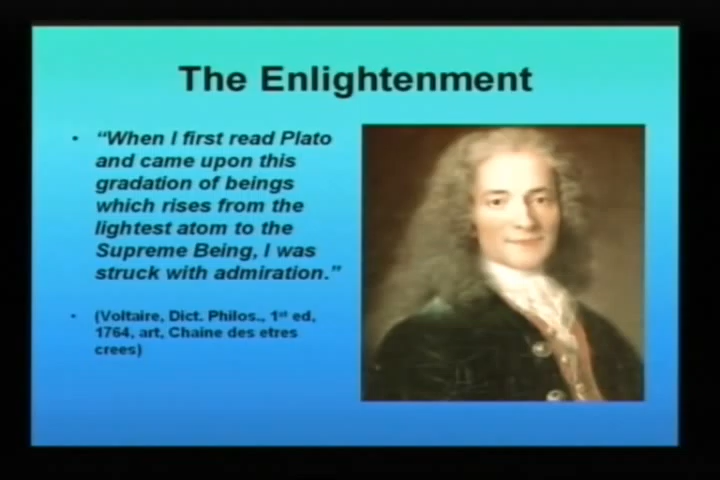 The Enlightenment
• “When I first read Plato
and came upon this
gradation of beings
which rises from the
lightest atom to the
Supreme Being, I was
struck with admiration.”
• (Voltaire, Dict. Philos., 1st ed,
1764, art, Chaine des etres
crees)